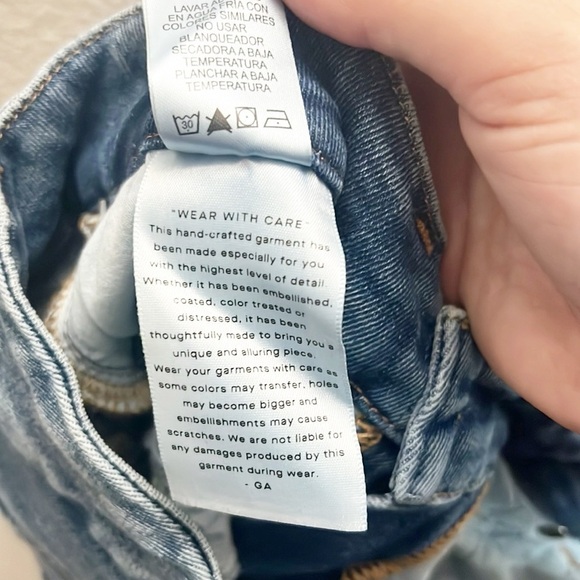 LAVAR A FRÍA CON
EN AGUA SIMILARES
COLORES
NO USAR
BLANQUEADOR
SECADORA A BAJA
TEMPERATURA
PLANCHAR A BAJA
TEMPERATURA
30
"WEAR WITH CARE"
This hand-crafted garment has
been made especially for you
with the highest level of detail.
Whether it has been embellished,
coated, color treated or
distressed, it has been
thoughtfully made to bring you a
unique and alluring piece.
Wear your garments with care as
some colors may transfer, holes
may become bigger and
embellishments may cause
scratches. We are not liable for
any damages produced by this
garment during wear.
- GA